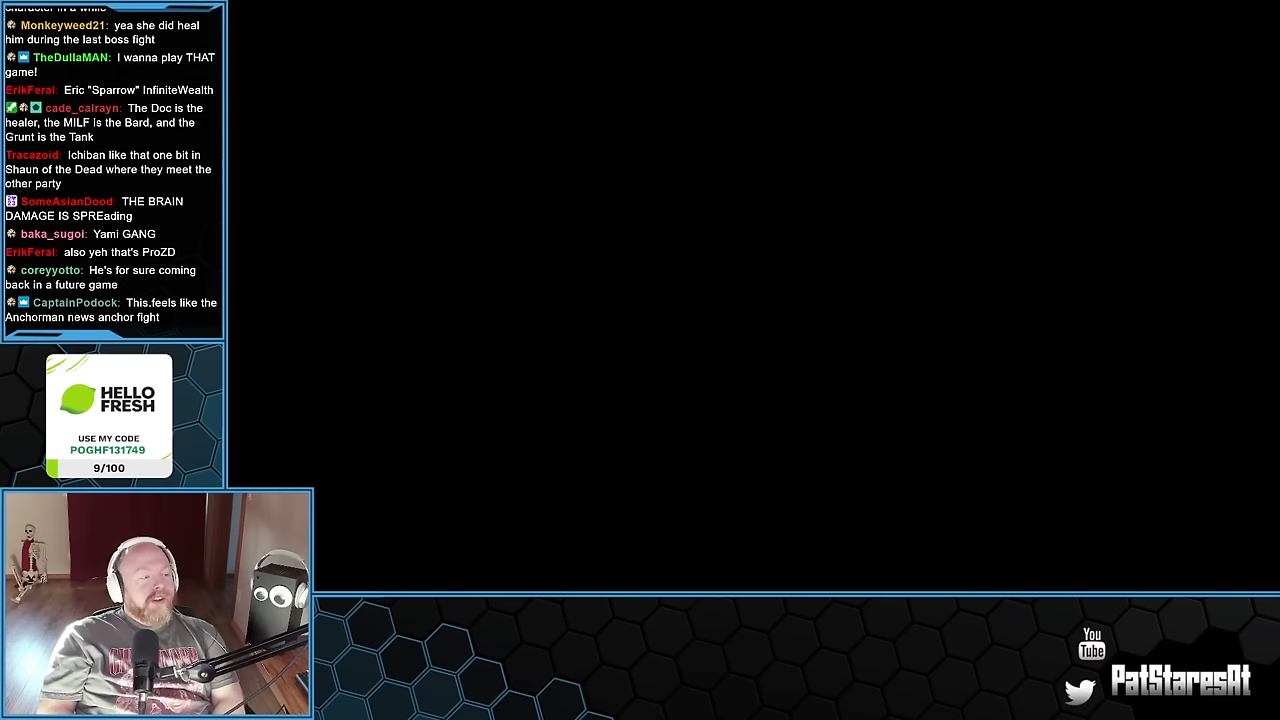 character in a while
Monkeyweed21: yea she did heal
him during the last boss fight
TheDullaMAN: I wanna play THAT
game!
ErikFeral: Eric "Sparrow" InfiniteWealth
cade_calrayn: The Doc is the
healer, the MILF is the Bard, and the
Grunt is the Tank
Tracazoid: Ichiban like that one bit in
Shaun of the Dead where they meet the
other party
SomeAsianDood: THE BRAIN
DAMAGE IS SPREading
baka_sugoi: Yami GANG
ErikFeral: also yeh that's ProZD
coreyyotto: He's for sure coming
back in a future game
CaptainPodock: This.feels like the
Anchorman news anchor fight
HELLO
FRESH
USE MY CODE
POGHF131749
9/100
You
Tube
PatStaresAt